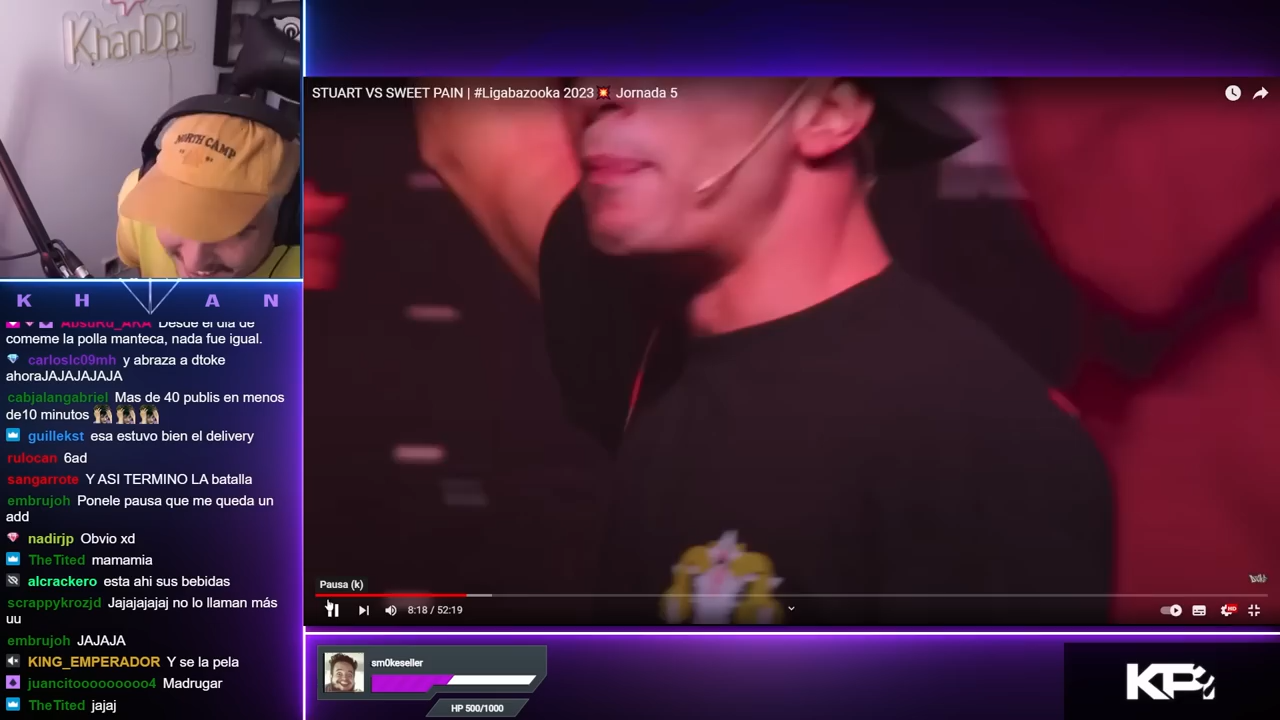 KhanDBL
NORTH CAMP
STUART VS SWEET PAIN | #Ligabazooka 2023💥 Jornada 5
K H A N
AbsuRd_AKA Desde el día de
comeme la polla manteca, nada fue igual.
carloslc09mh y abraza a dtoke
ahoraJAJAJAJAJA
cabjalangabriel Mas de 40 publis en menos
de10 minutos
guillekst esa estuvo bien el delivery
rulocan 6ad
sangarrote Y ASI TERMINO LA batalla
embrujoh Ponele pausa que me queda un
add
nadirjp Obvio xd
TheTited mamamia
alcrackero esta ahi sus bebidas
scrappykrozjd Jajajajajaj no lo llaman más
uu
embrujoh JAJAJA
KING_EMPERADOR Y se la pela
juancitooooooooo4 Madrugar
TheTited jajaj
Pausa (k)
8:18 / 52:19
HD
sm0keseller
HP 500/1000